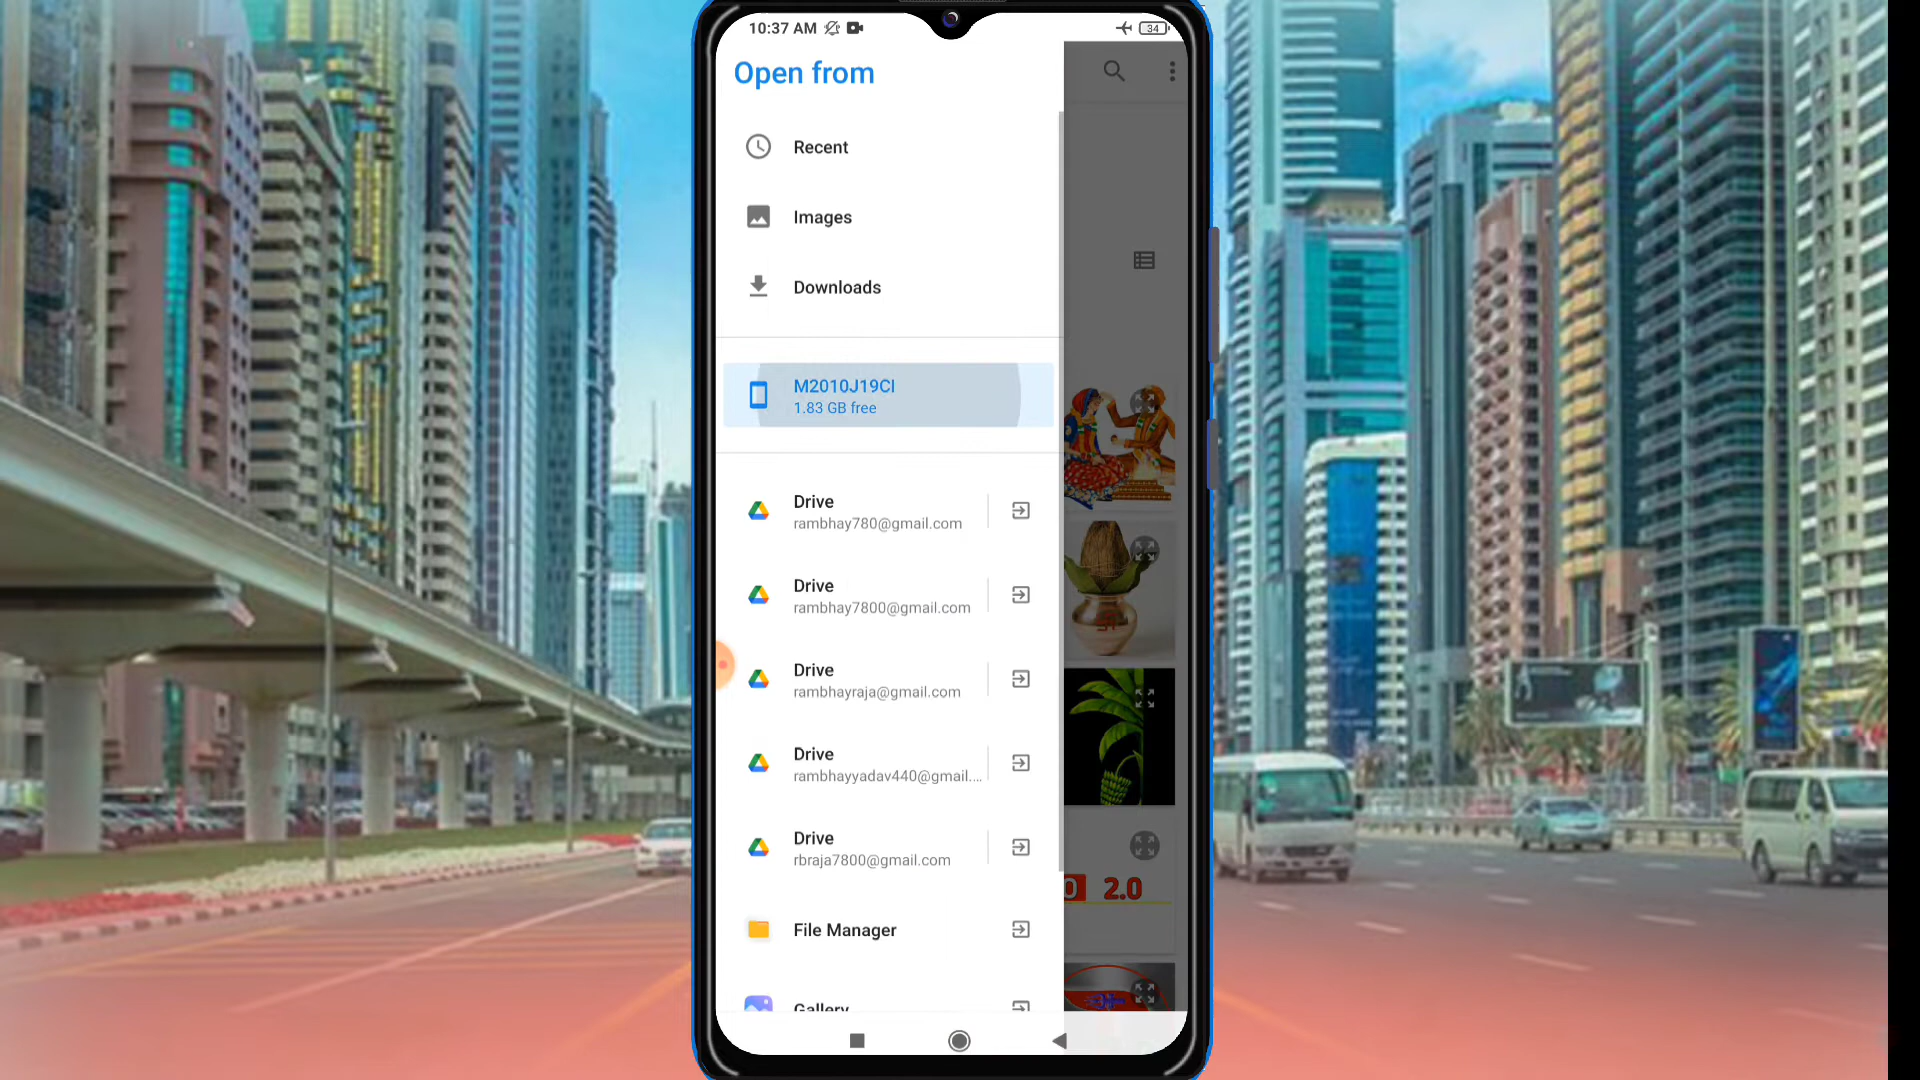 10:37 AM
34
Open from
Recent
Images
Downloads
M2010J19CI
1.83 GB free
Drive
rambhay780@gmail.com
Drive
rambhay7800@gmail.com
Drive
rambhayraja@gmail.com
Drive
rambhayyadav440@gmail....
Drive
rbraja7800@gmail.com
2.0
File Manager
Gallery